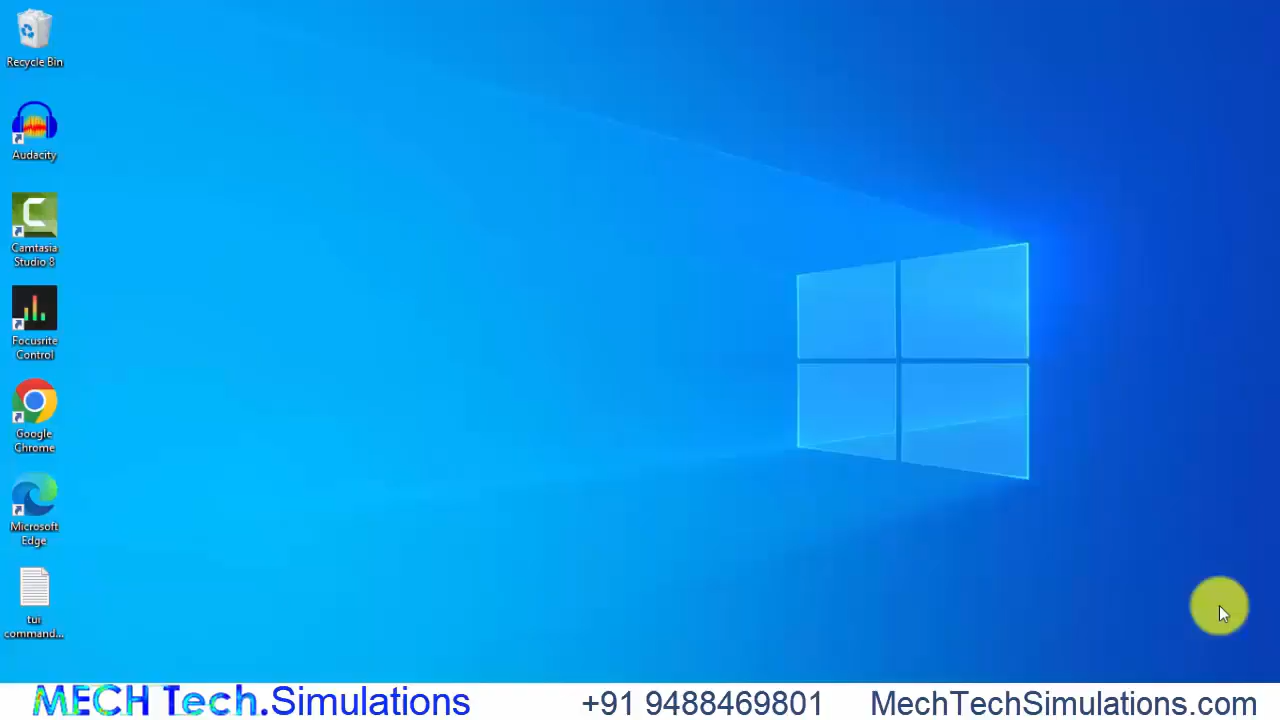 Recycle Bin
Audacity
Camtasia
Studio 8
Focusrite
Control
Google
Chrome
Microsoft
Edge
tui
command...
MECH Tech.Simulations +91 9488469801 MechTechSimulations.com